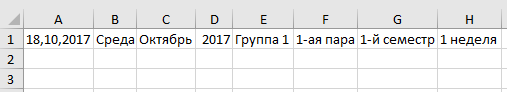 A B C D E F G H
1 18,10,2017 Среда Октябрь 2017 Группа 1 1-ая пара 1-й семестр 1 неделя
2
3